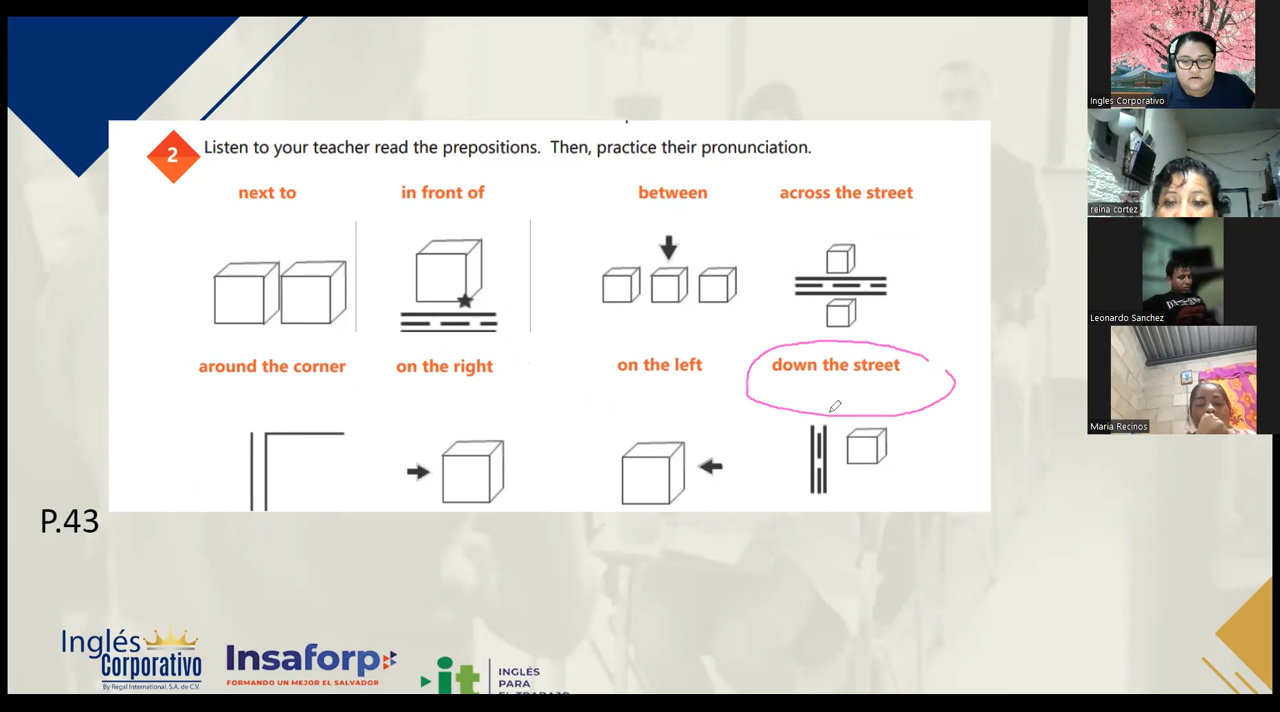 2 Listen to your teacher read the prepositions. Then, practice their pronunciation.
next to in front of between across the street
around the corner on the right on the left down the street
P.43
Inglés
Corporativo
By Regal International, S.A. de C.V.
Insaforp
FORMANDO UN MEJOR EL SALVADOR
it
INGLÉS
PARA
EL TRABAJO
Ingles Corporativo
reina cortez
Leonardo Sanchez
Maria Recinos